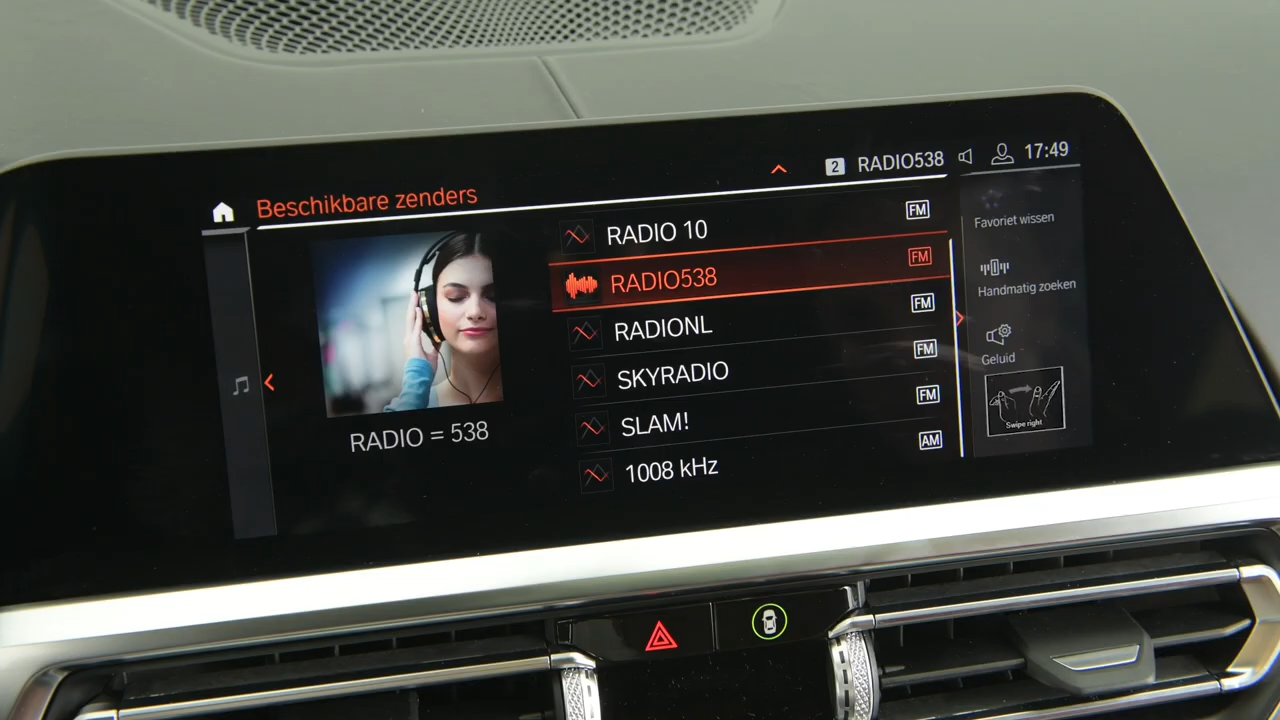 2 RADIO538 17:49
Beschikbare zenders
RADIO 10 FM
RADIO538 FM
RADIONL FM
SKYRADIO FM
SLAM! FM
1008 kHz AM
RADIO = 538
Favoriet wissen
Handmatig zoeken
Geluid
Swipe right